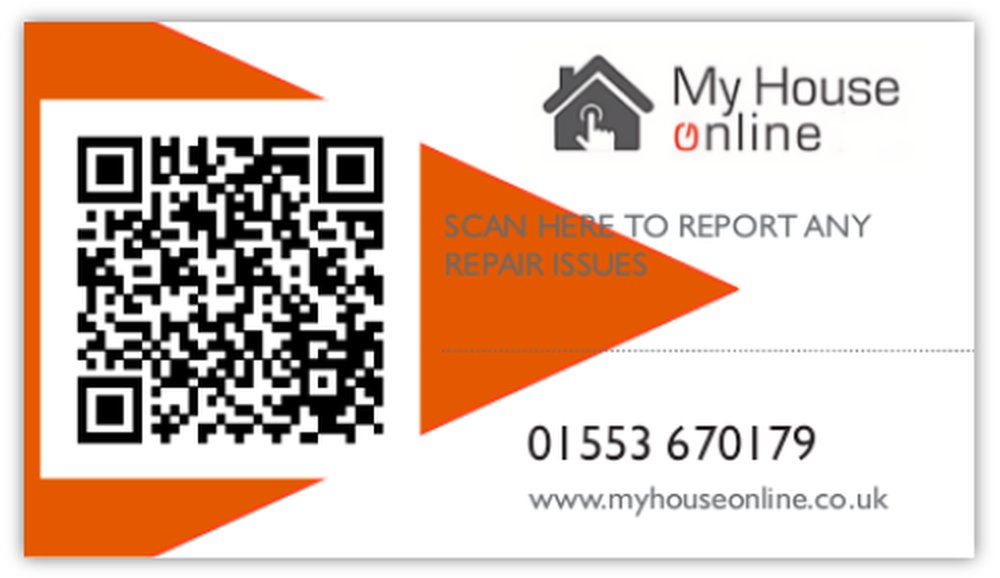 My House
online
SCAN HERE TO REPORT ANY
REPAIR ISSUES
01553 670179
www.myhouseonline.co.uk